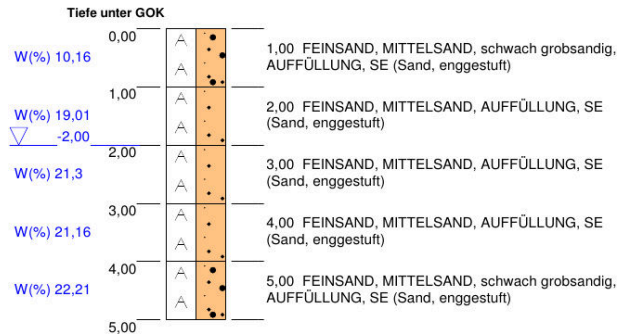 Tiefe unter GOK
0,00
W(%) 10,16
A
A
1,00 FEINSAND, MITTELSAND, schwach grobsandig,
AUFFÜLLUNG, SE (Sand, enggestuft)
1,00
W(%) 19,01
-2,00
A
A
2,00 FEINSAND, MITTELSAND, AUFFÜLLUNG, SE
(Sand, enggestuft)
2,00
W(%) 21,3
A
A
3,00 FEINSAND, MITTELSAND, AUFFÜLLUNG, SE
(Sand, enggestuft)
3,00
W(%) 21,16
A
A
4,00 FEINSAND, MITTELSAND, AUFFÜLLUNG, SE
(Sand, enggestuft)
4,00
W(%) 22,21
A
A
5,00 FEINSAND, MITTELSAND, schwach grobsandig,
AUFFÜLLUNG, SE (Sand, enggestuft)
5,00